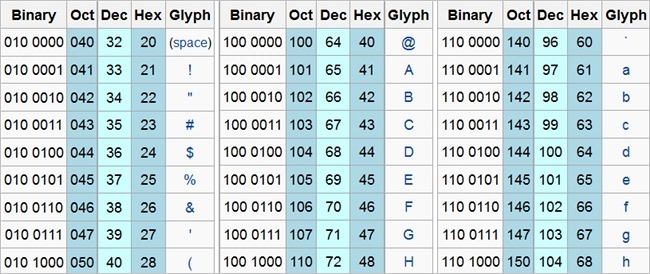 Binary Oct Dec Hex Glyph Binary Oct Dec Hex Glyph Binary Oct Dec Hex Glyph
010 0000 040 32 20 (space) 100 0000 100 64 40 @ 110 0000 140 96 60 `
010 0001 041 33 21 ! 100 0001 101 65 41 A 110 0001 141 97 61 a
010 0010 042 34 22 " 100 0010 102 66 42 B 110 0010 142 98 62 b
010 0011 043 35 23 # 100 0011 103 67 43 C 110 0011 143 99 63 c
010 0100 044 36 24 $ 100 0100 104 68 44 D 110 0100 144 100 64 d
010 0101 045 37 25 % 100 0101 105 69 45 E 110 0101 145 101 65 e
010 0110 046 38 26 & 100 0110 106 70 46 F 110 0110 146 102 66 f
010 0111 047 39 27 ' 100 0111 107 71 47 G 110 0111 147 103 67 g
010 1000 050 40 28 ( 100 1000 110 72 48 H 110 1000 150 104 68 h